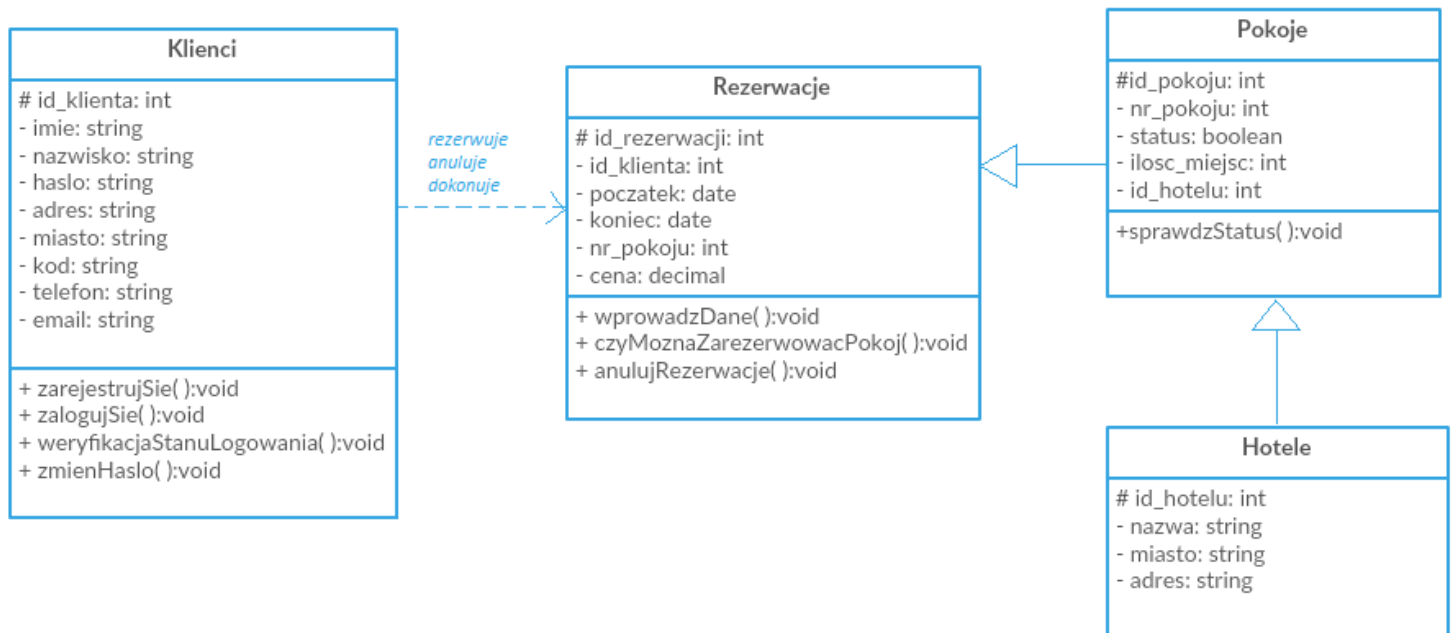 Klienci
# id_klienta: int
- imie: string
- nazwisko: string
- haslo: string
- adres: string
- miasto: string
- kod: string
- telefon: string
- email: string
+ zarejestrujSie( ):void
+ zalogujSie( ):void
+ weryfikacjaStanuLogowania( ):void
+ zmienHaslo( ):void
rezerwuje
anuluje
dokonuje
Rezerwacje
# id_rezerwacji: int
- id_klienta: int
- poczatek: date
- koniec: date
- nr_pokoju: int
- cena: decimal
+ wprowadzDane( ):void
+ czyMoznaZarezerwowacPokoj( ):void
+ anulujRezerwacje( ):void
Pokoje
#id_pokoju: int
- nr_pokoju: int
- status: boolean
- ilosc_miejsc: int
- id_hotelu: int
+sprawdzStatus( ):void
Hotele
# id_hotelu: int
- nazwa: string
- miasto: string
- adres: string